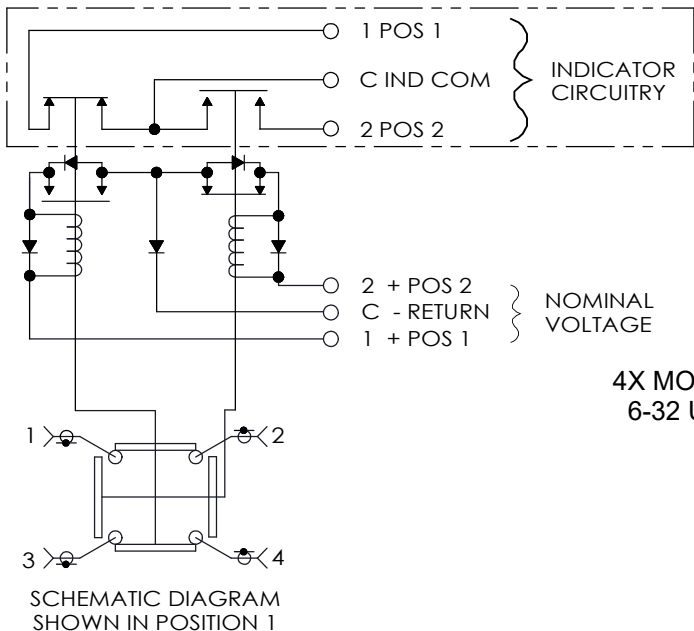 1 POS 1
C IND COM
2 POS 2
INDICATOR
CIRCUITRY
2 + POS 2
C - RETURN
1 + POS 1
NOMINAL
VOLTAGE
4X MO
6-32 U
1
2
3
4
SCHEMATIC DIAGRAM
SHOWN IN POSITION 1